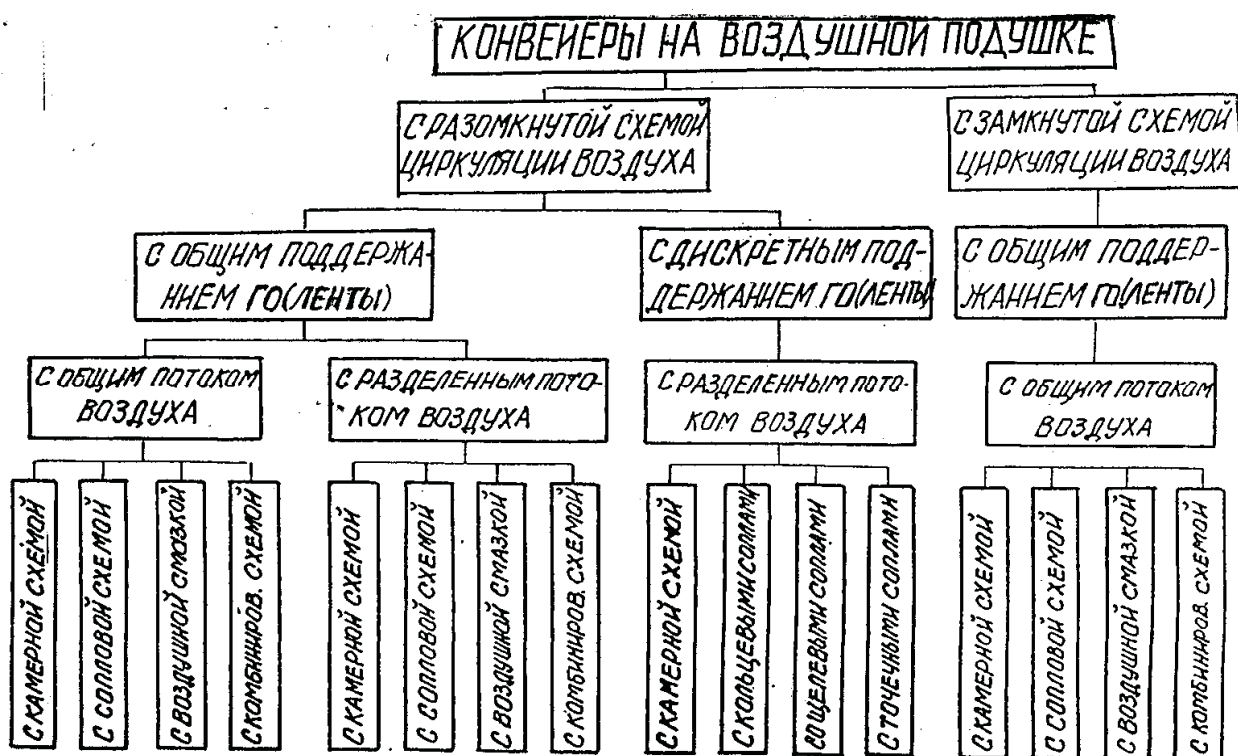 КОНВЕЙЕРЫ НА ВОЗДУШНОЙ ПОДУШКЕ
С РАЗОМКНУТОЙ СХЕМОЙ
ЦИРКУЛЯЦИИ ВОЗДУХА
С ЗАМКНУТОЙ СХЕМОЙ
ЦИРКУЛЯЦИИ ВОЗДУХА
С ОБЩИМ ПОДДЕРЖА-
НИЕМ ГО(ЛЕНТЫ)
С ДИСКРЕТНЫМ ПОД-
ДЕРЖАНИЕМ ГО(ЛЕНТЫ)
С ОБЩИМ ПОДДЕР-
ЖАНИЕМ ГО(ЛЕНТЫ)
С ОБЩИМ ПОТОКОМ
ВОЗДУХА
С РАЗДЕЛЕННЫМ ПОТО-
КОМ ВОЗДУХА
С РАЗДЕЛЕННЫМ ПОТО-
КОМ ВОЗДУХА
С ОБЩИМ ПОТОКОМ
ВОЗДУХА
С КАМЕРНОЙ СХЕМОЙ
С СОПЛОВОЙ СХЕМОЙ
С ВОЗДУШНОЙ СМАЗКОЙ
С КОМБИНИРОВ. СХЕМОЙ
С КАМЕРНОЙ СХЕМОЙ
С СОПЛОВОЙ СХЕМОЙ
С ВОЗДУШНОЙ СМАЗКОЙ
С КОМБИНИРОВ. СХЕМОЙ
С КАМЕРНОЙ СХЕМОЙ
С КОЛЬЦЕВЫМИ СОПЛАМИ
СО ЩЕЛЕВЫМИ СОПЛАМИ
С ТОЧЕЧНЫМИ СОПЛАМИ
С КАМЕРНОЙ СХЕМОЙ
С СОПЛОВОЙ СХЕМОЙ
С ВОЗДУШНОЙ СМАЗКОЙ
С КОМБИНИРОВ. СХЕМОЙ